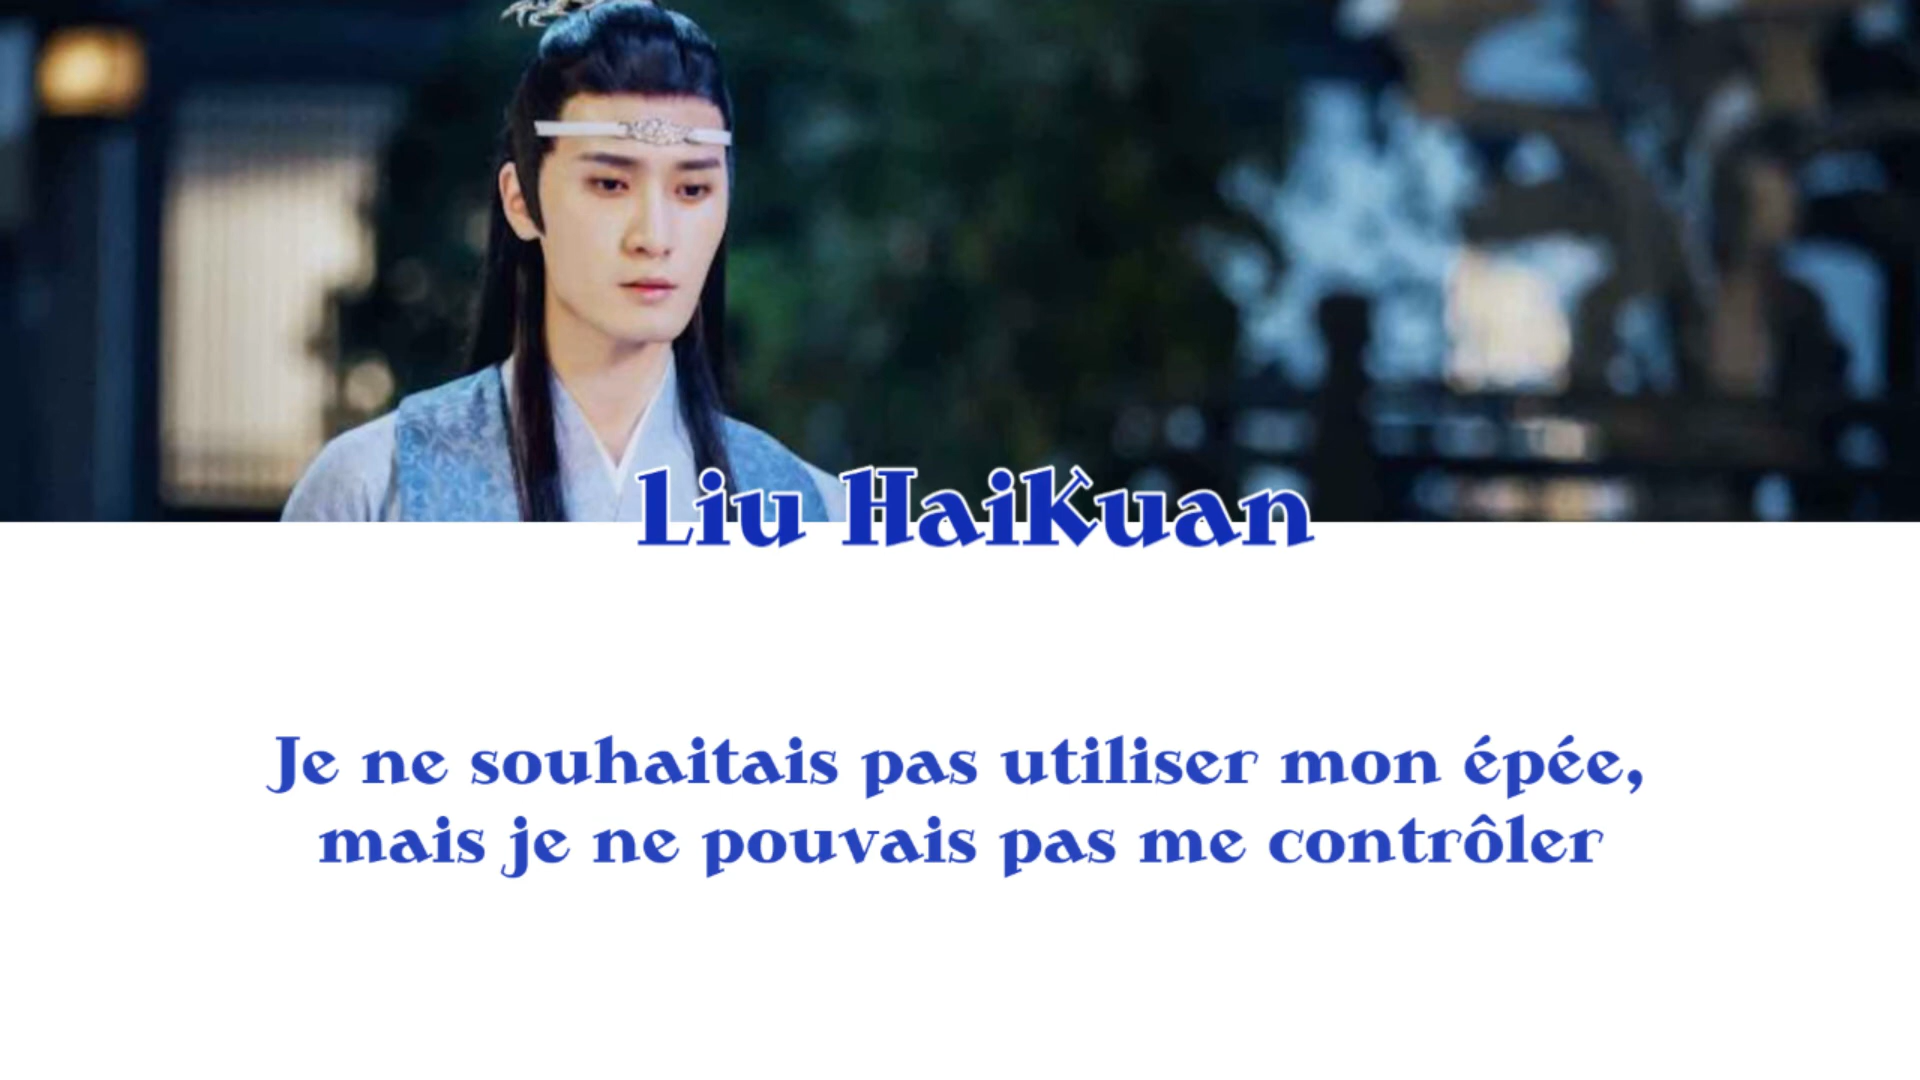 Liu HaiKuan
Je ne souhaitais pas utiliser mon épée,
mais je ne pouvais pas me contrôler